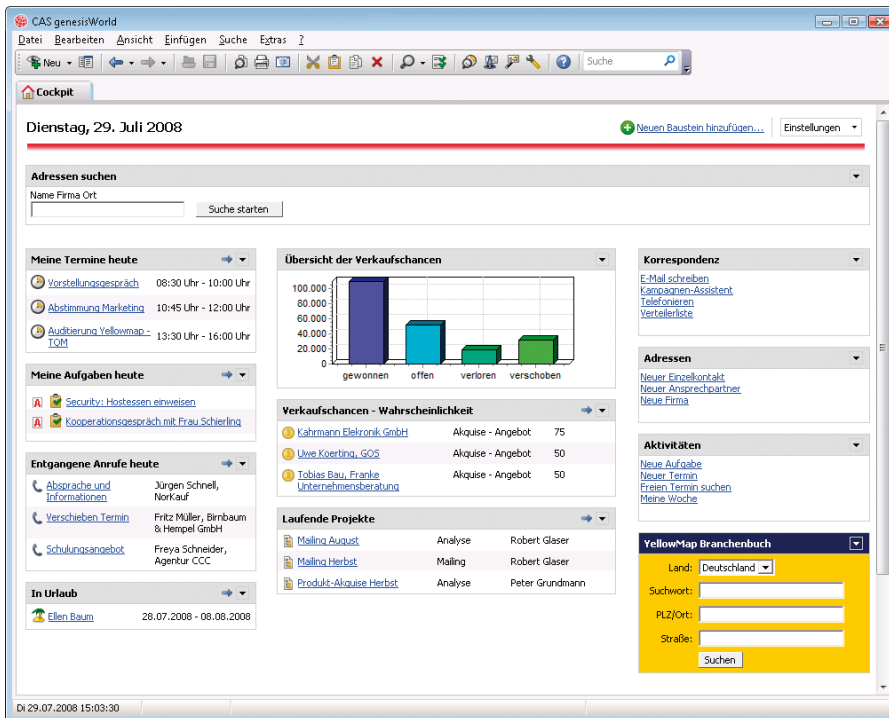 CAS genesisWorld
Datei Bearbeiten Ansicht Einfügen Suche Extras ?
Neu Suche
Cockpit
Dienstag, 29. Juli 2008 Neuen Baustein hinzufügen... Einstellungen
Adressen suchen
Name Firma Ort
Suche starten
Meine Termine heute
Vorstellungsgespräch 08:30 Uhr - 10:00 Uhr
Abstimmung Marketing 10:45 Uhr - 12:00 Uhr
Auditierung Yellowmap - 13:30 Uhr - 16:00 Uhr
TQM
Meine Aufgaben heute
A Security: Hostessen einweisen
A Kooperationsgespräch mit Frau Schierling
Entgangene Anrufe heute
Absprache und Jürgen Schnell,
Informationen NorKauf
Verschieben Termin Fritz Müller, Birnbaum
& Hempel GmbH
Schulungsangebot Freya Schneider,
Agentur CCC
In Urlaub
Ellen Baum 28.07.2008 - 08.08.2008
Übersicht der Verkaufschancen
100.000
80.000
60.000
40.000
20.000
0
gewonnen offen verloren verschoben
Verkaufschancen - Wahrscheinlichkeit
Kahrmann Elekronik GmbH Akquise - Angebot 75
Uwe Koerting, GOS Akquise - Angebot 50
Tobias Bau, Franke Akquise - Angebot 50
Unternehmensberatung
Laufende Projekte
Mailing August Analyse Robert Glaser
Mailing Herbst Mailing Robert Glaser
Produkt-Akquise Herbst Analyse Peter Grundmann
Korrespondenz
E-Mail schreiben
Kampagnen-Assistent
Telefonieren
Verteilerliste
Adressen
Neuer Einzelkontakt
Neuer Ansprechpartner
Neue Firma
Aktivitäten
Neue Aufgabe
Neuer Termin
Freien Termin suchen
Meine Woche
YellowMap Branchenbuch
Land: Deutschland
Suchwort:
PLZ/Ort:
Straße:
Suchen
Di 29.07.2008 15:03:30